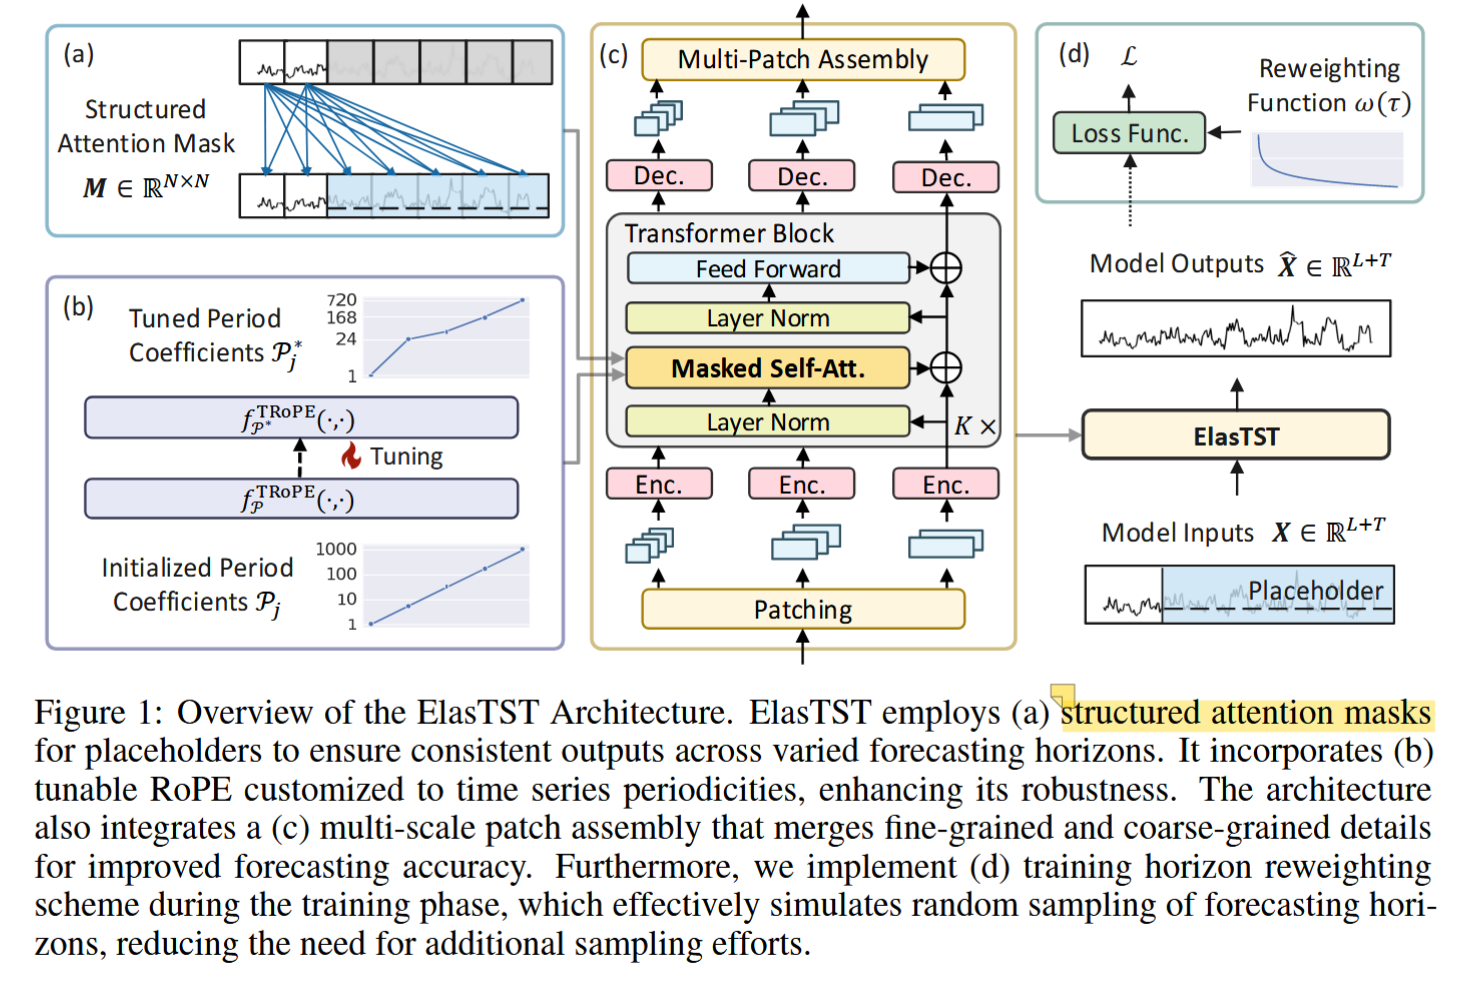 (a)
Structured
Attention Mask
M ∈ ℝ^{N×N}
(b)
Tuned Period
Coefficients 𝒫_j^*
720
168
24
1
f_{𝒫*}^{TRoPE}(·,·)
Tuning
f_𝒫^{TRoPE}(·,·)
Initialized Period
Coefficients 𝒫_j
1000
100
10
1
(c)
Multi-Patch Assembly
Dec. Dec. Dec.
Transformer Block
Feed Forward
Layer Norm
Masked Self-Att.
Layer Norm
K ×
Enc. Enc. Enc.
Patching
(d)
ℒ
Reweighting
Function ω(τ)
Loss Func.
Model Outputs X̂ ∈ ℝ^{L+T}
ElasTST
Model Inputs X ∈ ℝ^{L+T}
Placeholder
Figure 1: Overview of the ElasTST Architecture. ElasTST employs (a) structured attention masks
for placeholders to ensure consistent outputs across varied forecasting horizons. It incorporates (b)
tunable RoPE customized to time series periodicities, enhancing its robustness. The architecture
also integrates a (c) multi-scale patch assembly that merges fine-grained and coarse-grained details
for improved forecasting accuracy. Furthermore, we implement (d) training horizon reweighting
scheme during the training phase, which effectively simulates random sampling of forecasting hori-
zons, reducing the need for additional sampling efforts.